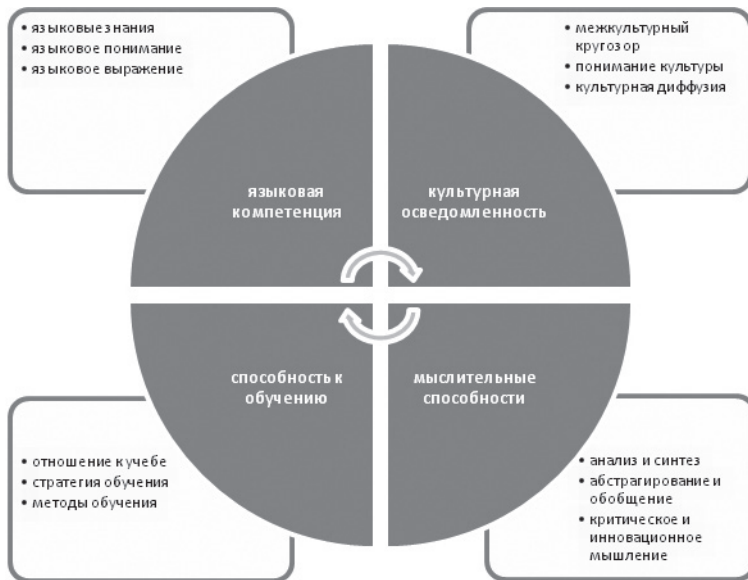 • языковые знания
• языковое понимание
• языковое выражение
• межкультурный
кругозор
• понимание культуры
• культурная диффузия
языковая
компетенция
культурная
осведомленность
способность к
обучению
мыслительные
способности
• отношение к учебе
• стратегия обучения
• методы обучения
• анализ и синтез
• абстрагирование и
обобщение
• критическое и
инновационное
мышление